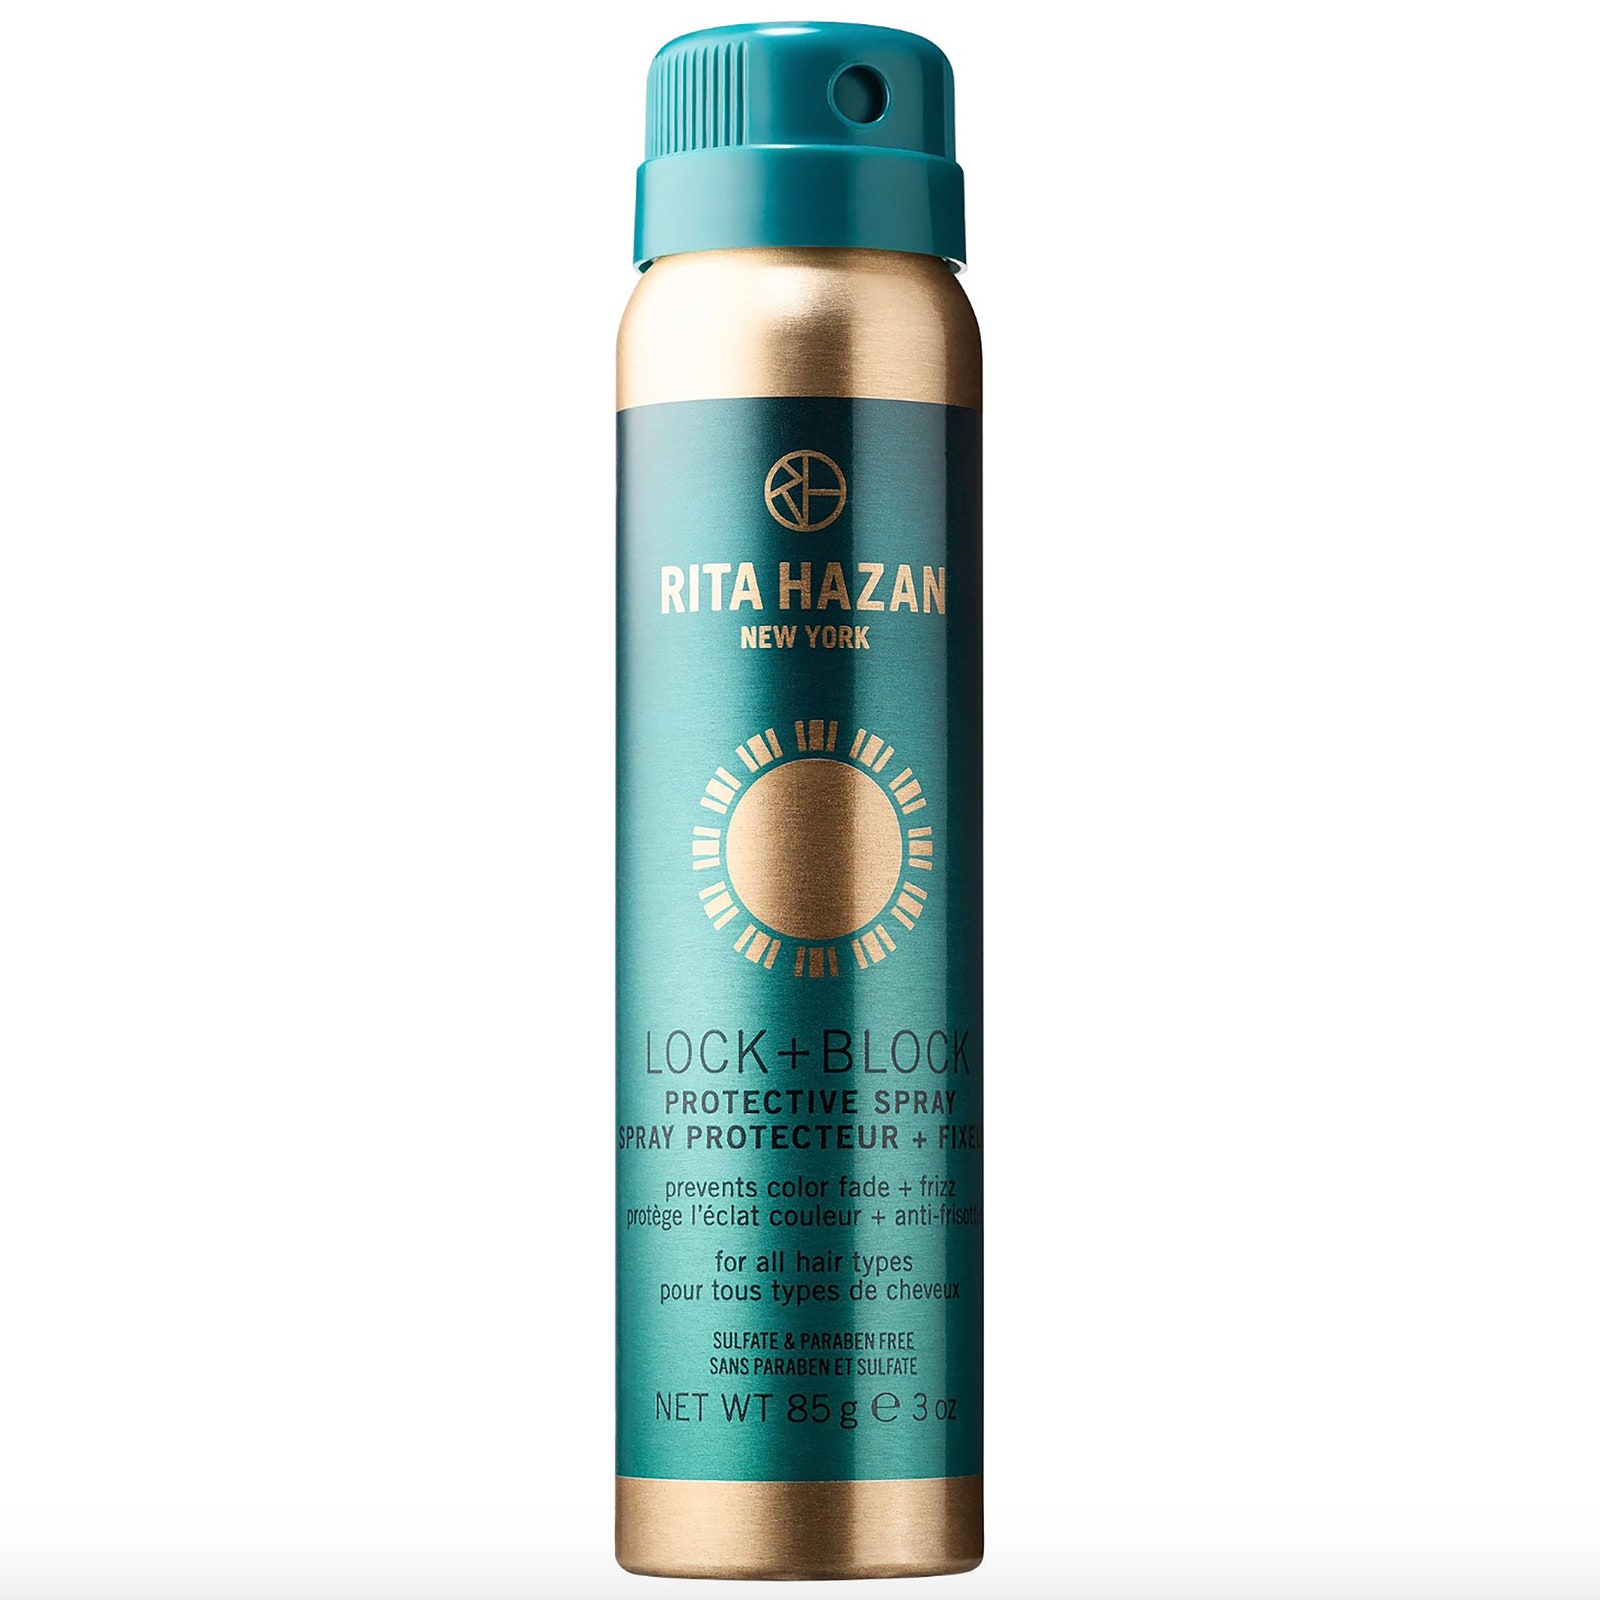 RITA HAZAN
NEW YORK
LOCK+BLOCK
PROTECTIVE SPRAY
SPRAY PROTECTEUR +
prevents color fade + frizz
protège l'éclat couleur +
for all hair types
pour tous types de cheveux
SULFATE & PARABEN FREE
SANS PARABEN ET SULFATE
NET WT 85 g ℮ 3 oz